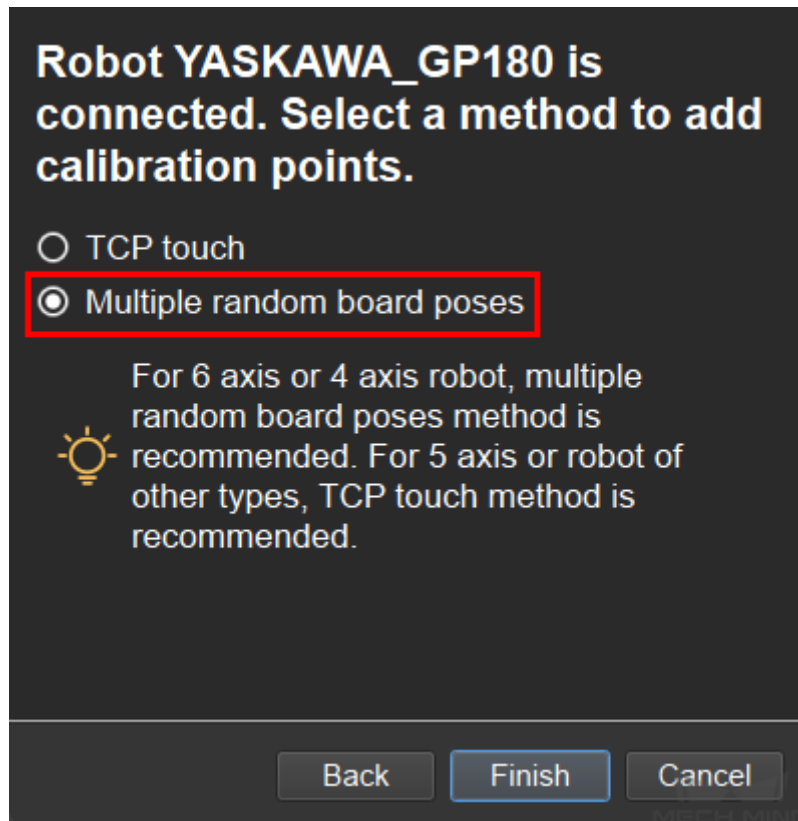 Robot YASKAWA_GP180 is
connected. Select a method to add
calibration points.
TCP touch
Multiple random board poses
For 6 axis or 4 axis robot, multiple
random board poses method is
recommended. For 5 axis or robot of
other types, TCP touch method is
recommended.
Back Finish Cancel